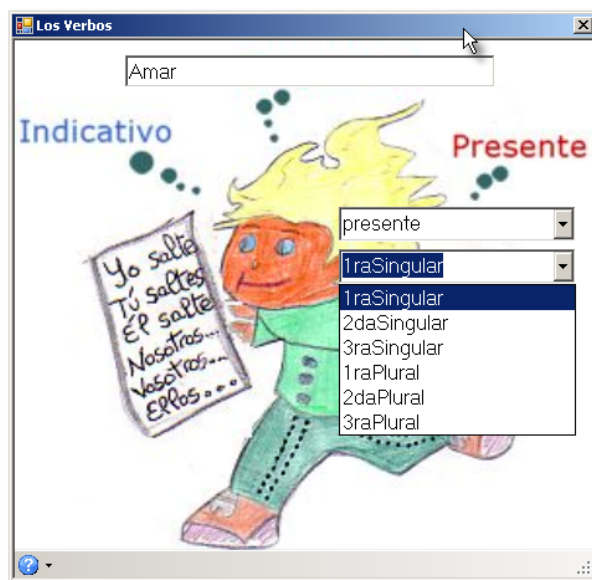 Los Verbos
Amar
Indicativo
Presente
presente
1raSingular
1raSingular
2daSingular
3raSingular
1raPlural
2daPlural
3raPlural
Yo salte
Tú saltes
Él salte
Nosotros...
Vosotros...
Ellos...